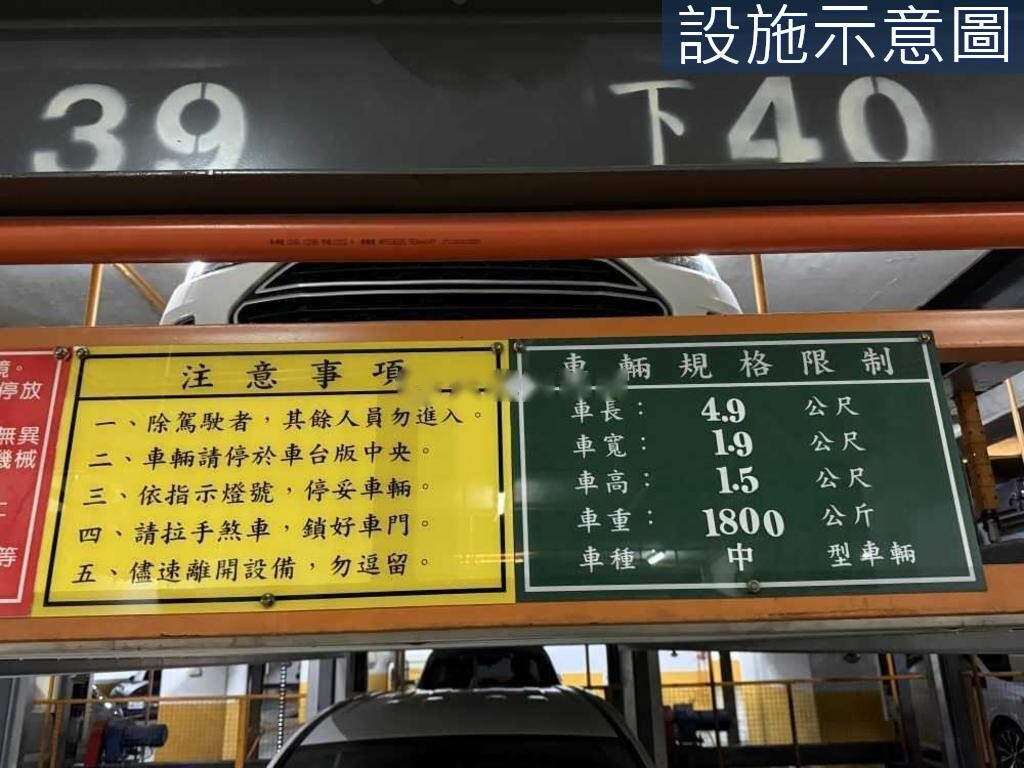 設施示意圖
39 下40
停放
無異
機械
等
注意事項
一、除駕駛者，其餘人員勿進入。
二、車輛請停於車台版中央。
三、依指示燈號，停妥車輛。
四、請拉手煞車，鎖好車門。
五、儘速離開設備，勿逗留。
車輛規格限制
車長： 4.9 公尺
車寬： 1.9 公尺
車高： 1.5 公尺
車重： 1800 公斤
車種： 中 型車輛